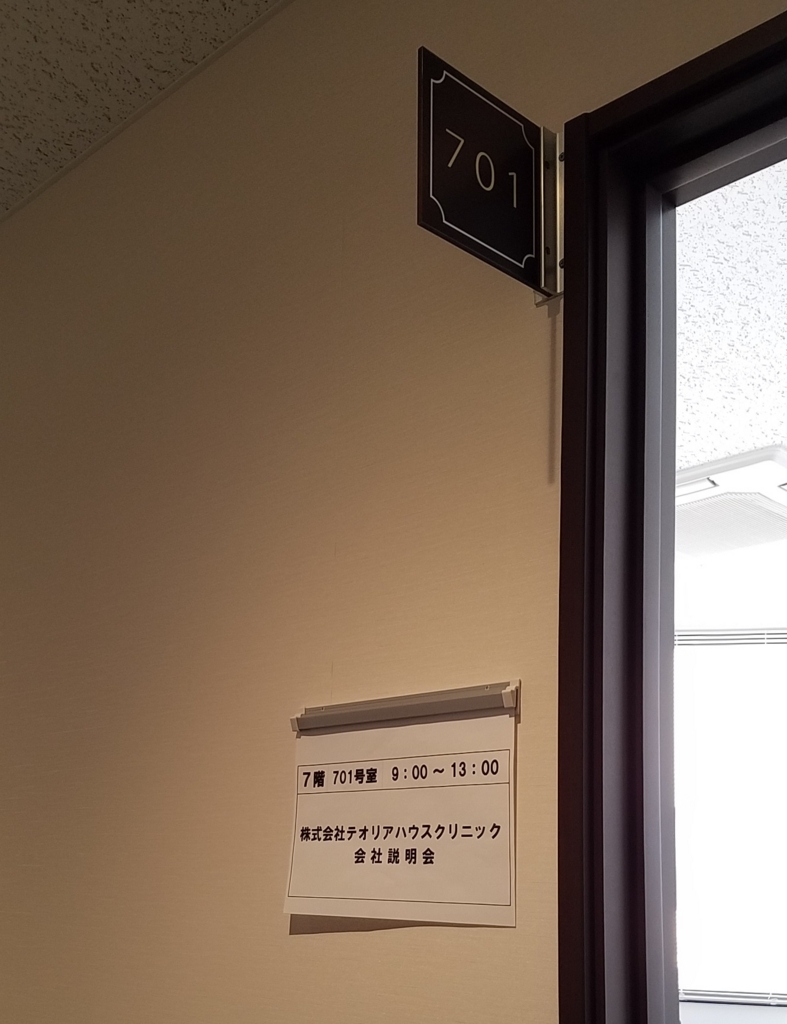 701
7階 701号室 9:00～13:00
株式会社テオリアハウスクリニック
会社説明会